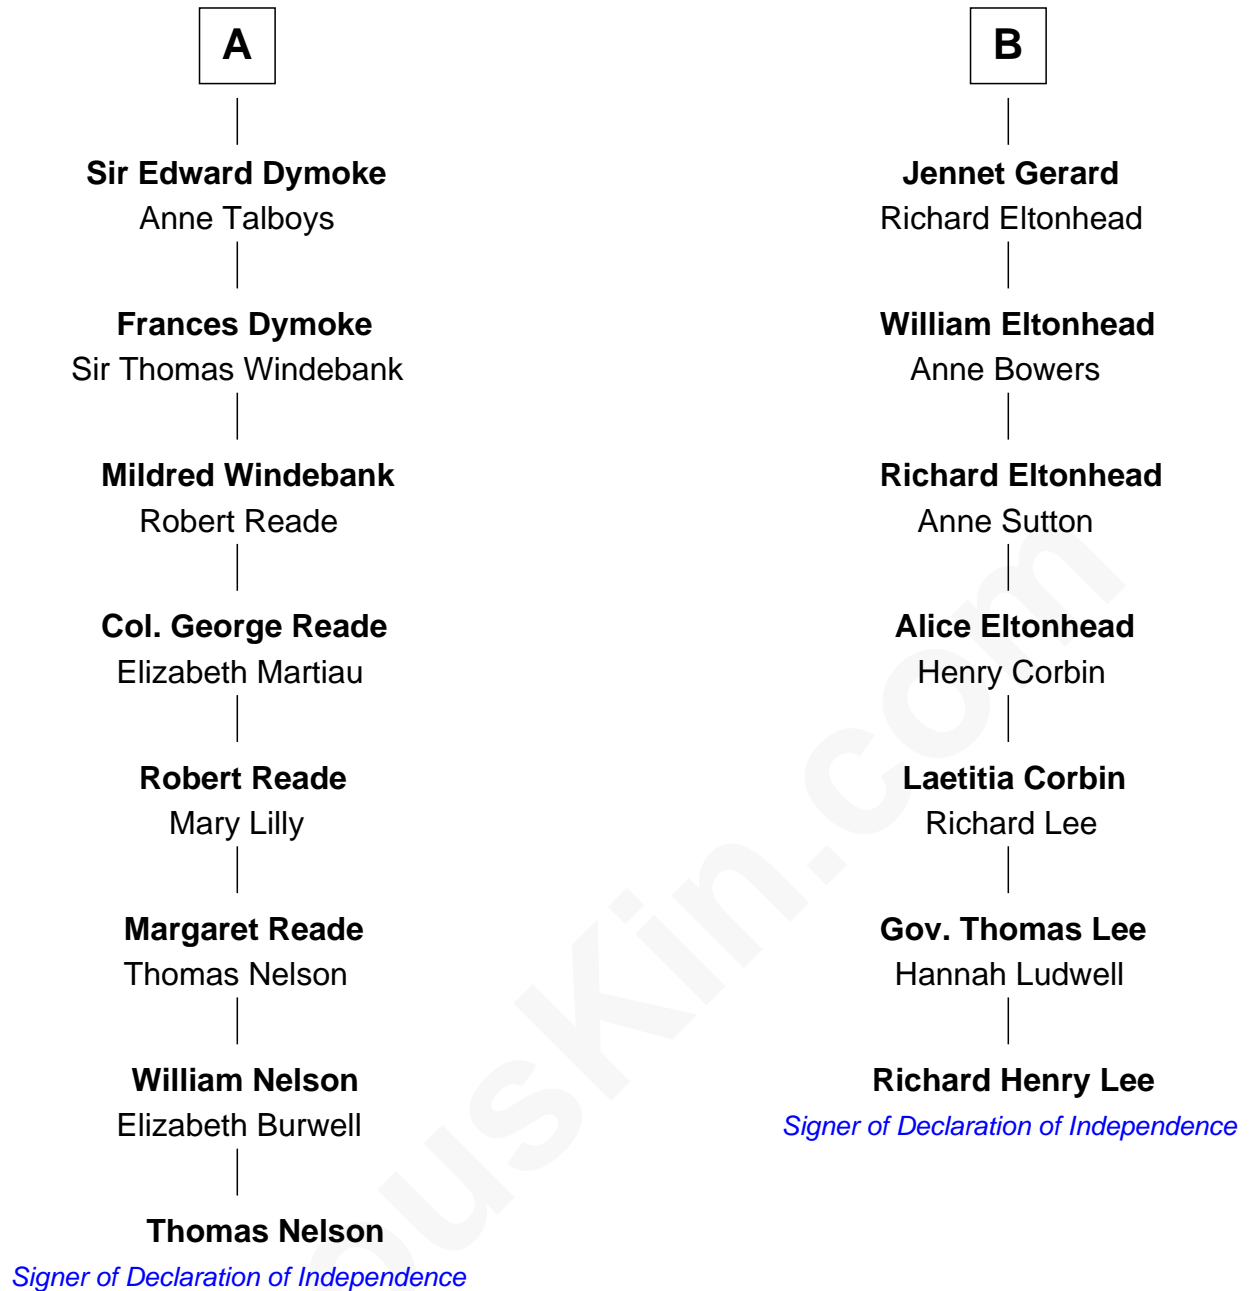 A
Sir Edward Dymoke
Anne Talboys
Frances Dymoke
Sir Thomas Windebank
Mildred Windebank
Robert Reade
Col. George Reade
Elizabeth Martiau
Robert Reade
Mary Lilly
Margaret Reade
Thomas Nelson
William Nelson
Elizabeth Burwell
Thomas Nelson
Signer of Declaration of Independence
B
Jennet Gerard
Richard Eltonhead
William Eltonhead
Anne Bowers
Richard Eltonhead
Anne Sutton
Alice Eltonhead
Henry Corbin
Laetitia Corbin
Richard Lee
Gov. Thomas Lee
Hannah Ludwell
Richard Henry Lee
Signer of Declaration of Independence
ousKin.com